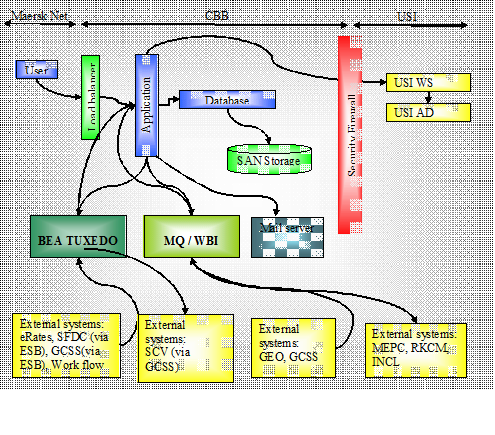 Maersk Net
CBB
USI
User
Load balancer
Application
Database
SAN Storage
Security Firewall
USI WS
USI AD
BEA TUXEDO
MQ / WBI
Mail server
External systems:
eRates, SFDC (via
ESB), GCSS(via
ESB), Work flow
External
systems:
SCV (via
GCSS)
External
systems:
GEO, GCSS
External systems:
MEPC, RKCM,
INCL